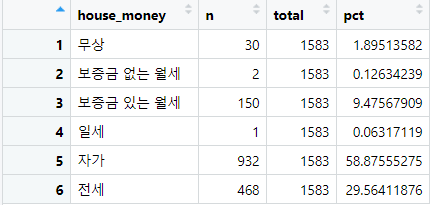 house_money n total pct
1 무상 30 1583 1.89513582
2 보증금 없는 월세 2 1583 0.12634239
3 보증금 있는 월세 150 1583 9.47567909
4 일세 1 1583 0.06317119
5 자가 932 1583 58.87555275
6 전세 468 1583 29.56411876